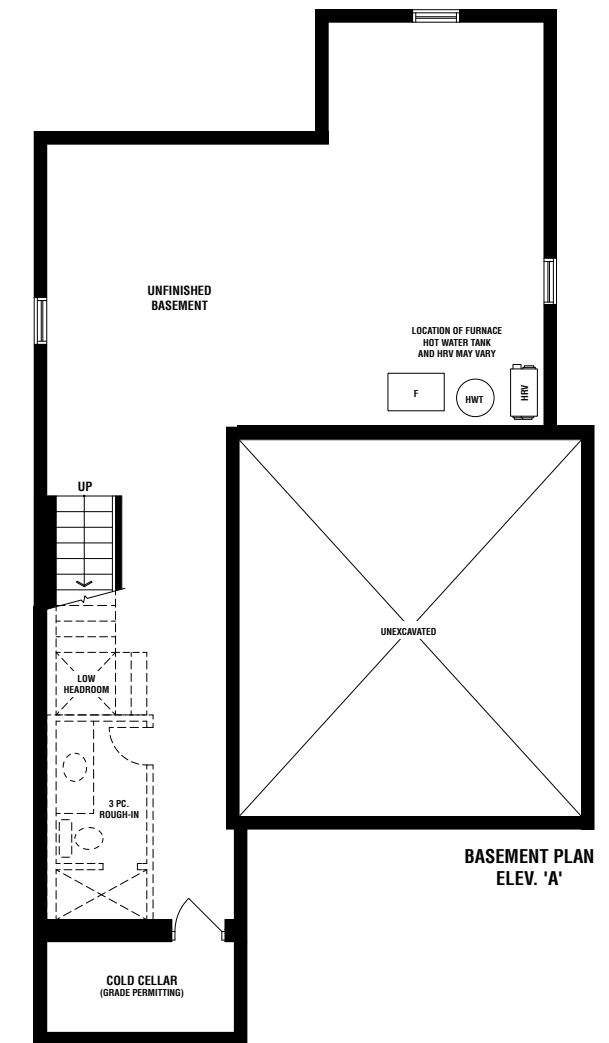 UNFINISHED
BASEMENT
LOCATION OF FURNACE
HOT WATER TANK
AND HRV MAY VARY
F
HWT
HRV
UP
UNEXCAVATED
LOW
HEADROOM
3 PC.
ROUGH-IN
BASEMENT PLAN
ELEV. 'A'
COLD CELLAR
(GRADE PERMITTING)